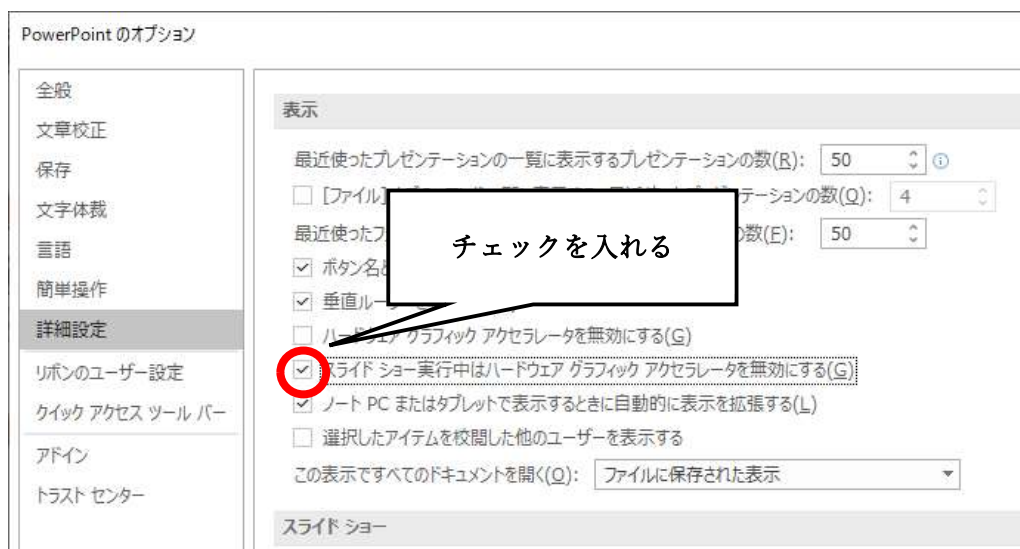 PowerPoint のオプション
全般
文章校正
保存
文字体裁
言語
簡単操作
詳細設定
リボンのユーザー設定
クイック アクセス ツール バー
アドイン
トラスト センター
表示
最近使ったプレゼンテーションの一覧に表示するプレゼンテーションの数(R): 50
[ファイル] テーションの数(Q): 4
最近使ったフ 数(F): 50
チェックを入れる
ボタン名
垂直ルー
ハードウェア グラフィック アクセラレータを無効にする(G)
スライド ショー実行中はハードウェア グラフィック アクセラレータを無効にする(G)
ノート PC またはタブレットで表示するときに自動的に表示を拡張する(L)
選択したアイテムを校閲した他のユーザーを表示する
この表示ですべてのドキュメントを開く(O): ファイルに保存された表示
スライド ショー